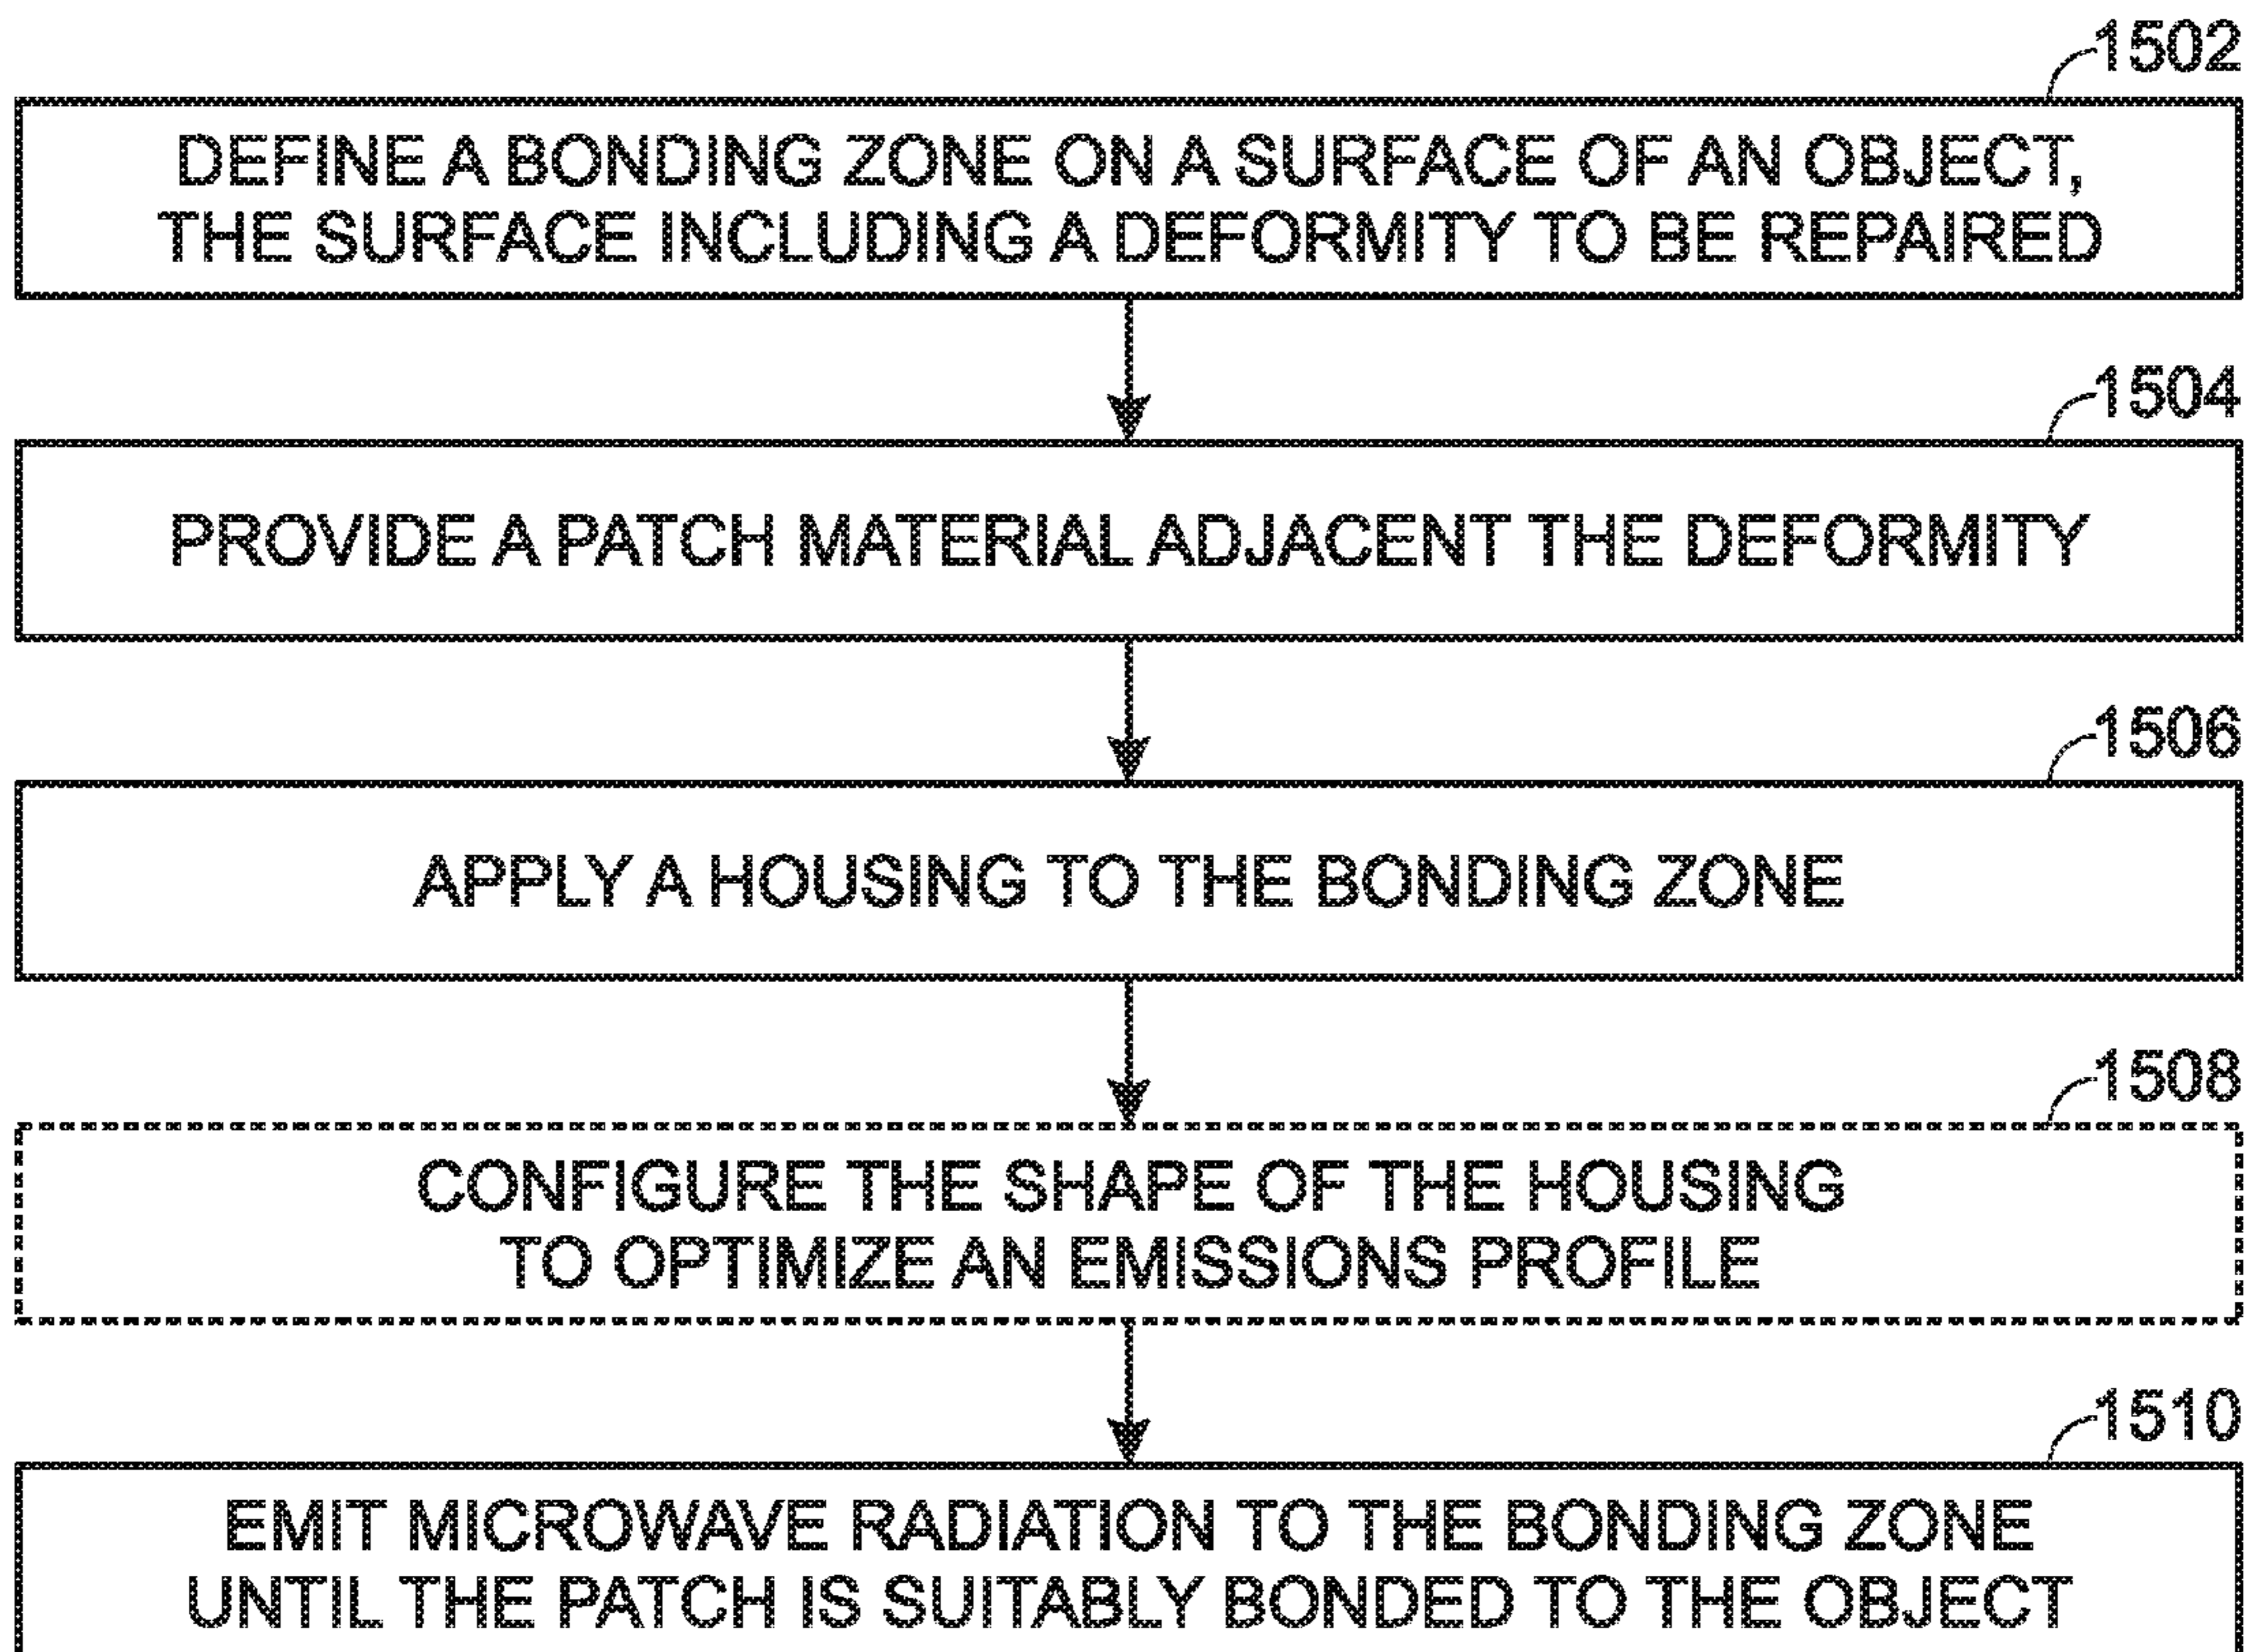 1502
DEFINE A BONDING ZONE ON A SURFACE OF AN OBJECT,
THE SURFACE INCLUDING A DEFORMITY TO BE REPAIRED
1504
PROVIDE A PATCH MATERIAL ADJACENT THE DEFORMITY
1506
APPLY A HOUSING TO THE BONDING ZONE
1508
CONFIGURE THE SHAPE OF THE HOUSING
TO OPTIMIZE AN EMISSIONS PROFILE
1510
EMIT MICROWAVE RADIATION TO THE BONDING ZONE
UNTIL THE PATCH IS SUITABLY BONDED TO THE OBJECT